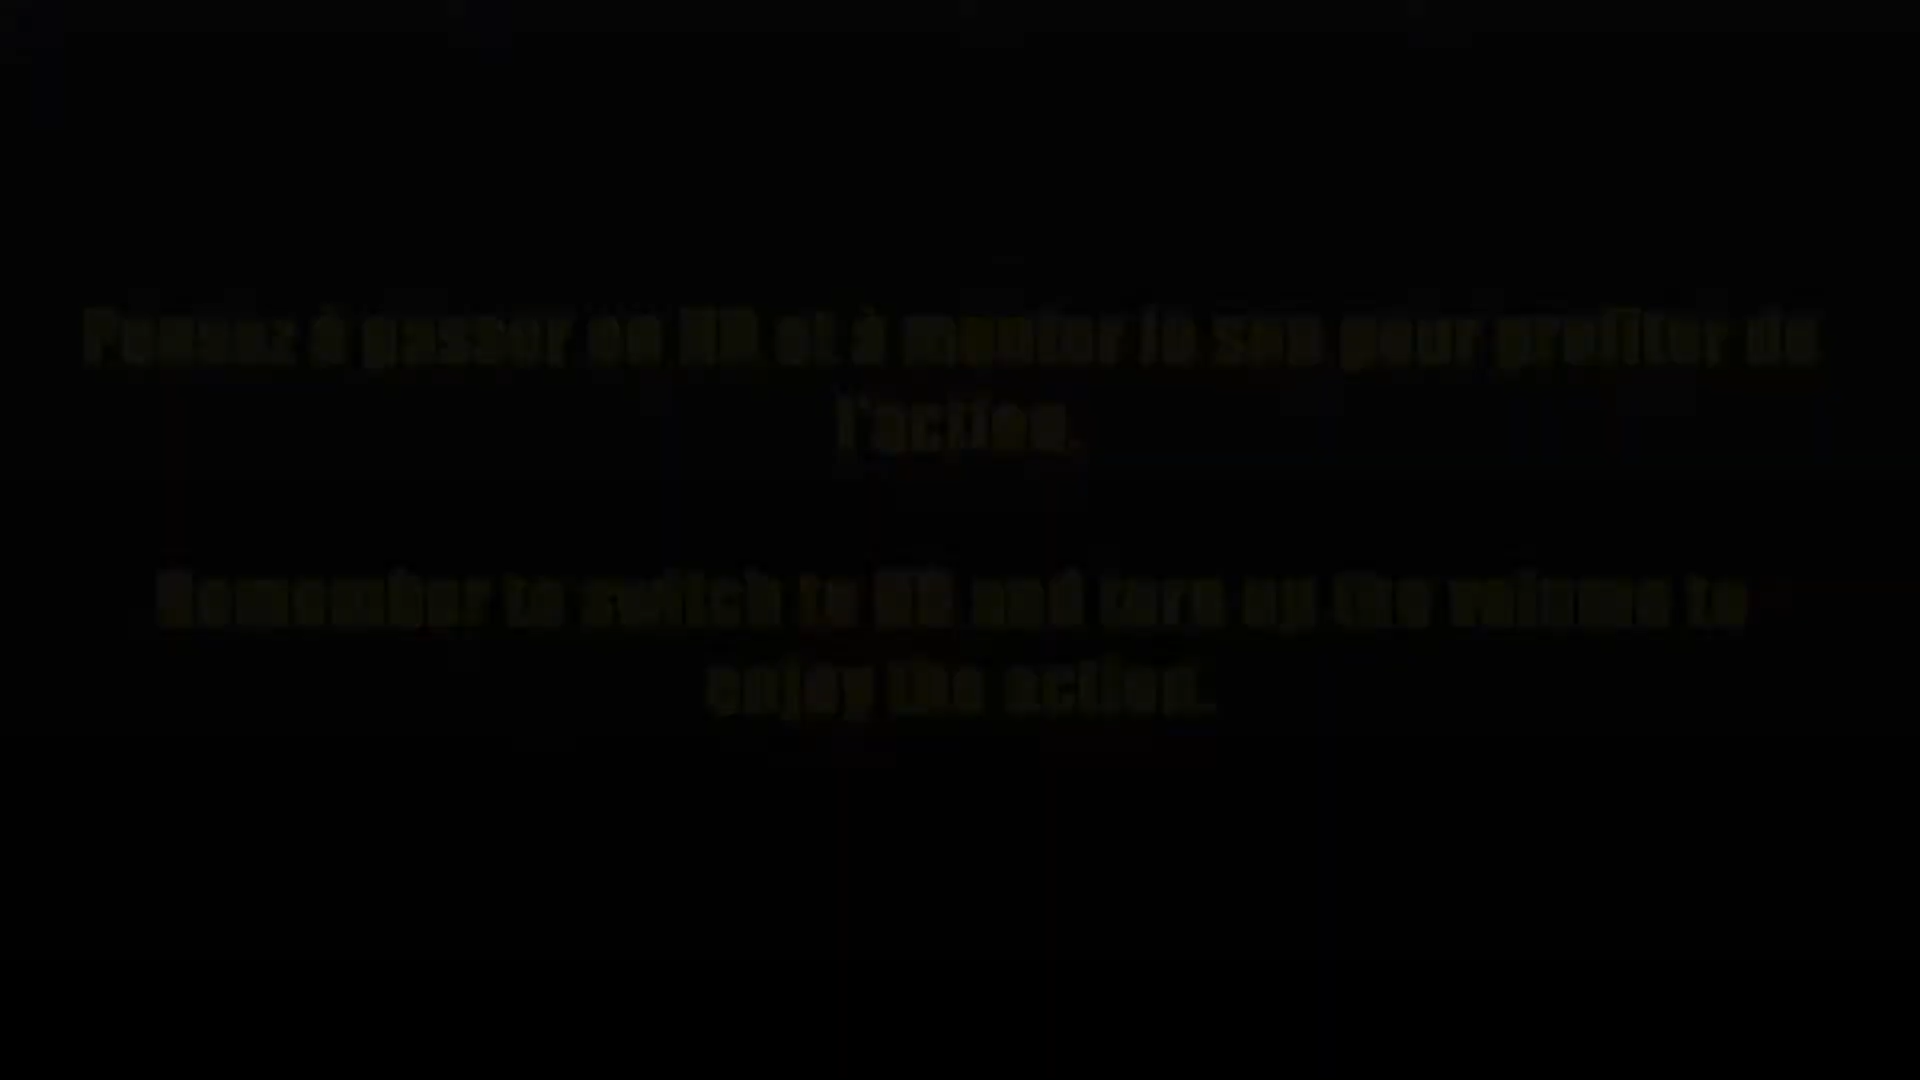 Pensez à passer en HD et à monter le son pour profiter de
l'action.
Remember to switch to HD and turn up the volume to
enjoy the action.